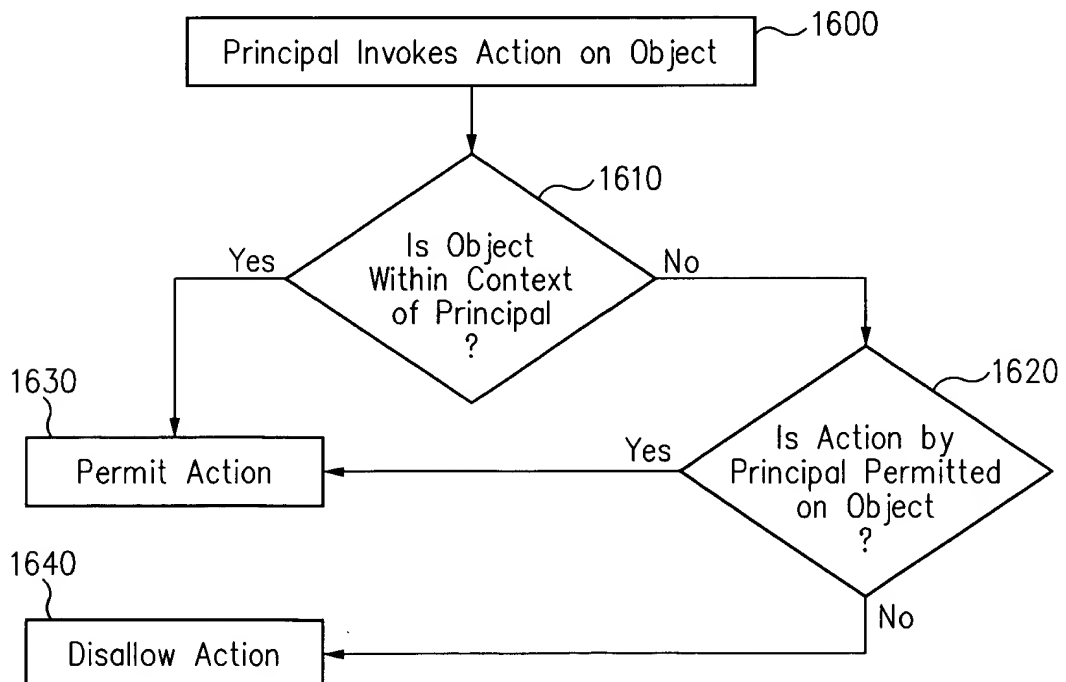 1600
Principal Invokes Action on Object
1610
Is Object
Within Context
of Principal
?
Yes
No
1620
Is Action by
Principal Permitted
on Object
?
Yes
No
1630
Permit Action
1640
Disallow Action